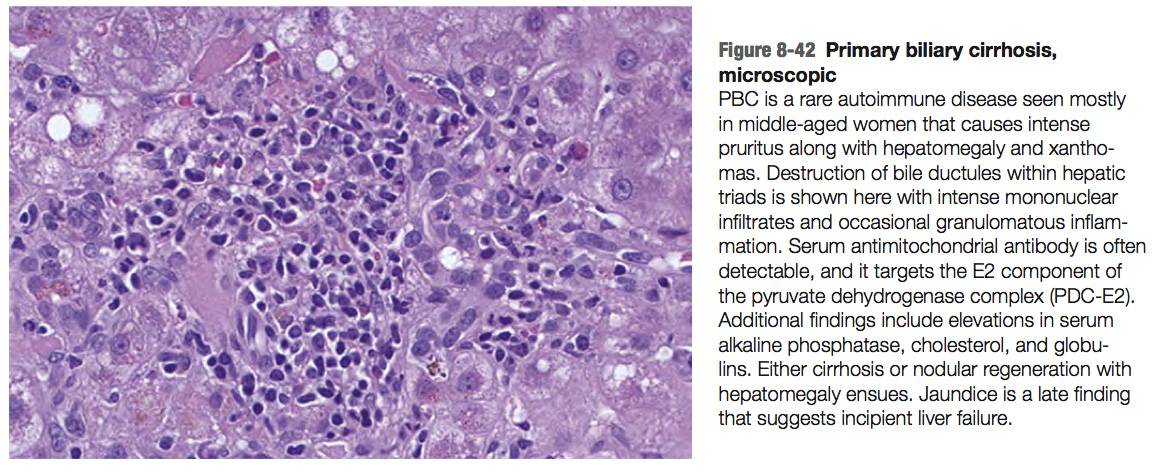 Figure 8-42 Primary biliary cirrhosis,
microscopic
PBC is a rare autoimmune disease seen mostly
in middle-aged women that causes intense
pruritus along with hepatomegaly and xantho-
mas. Destruction of bile ductules within hepatic
triads is shown here with intense mononuclear
infiltrates and occasional granulomatous inflam-
mation. Serum antimitochondrial antibody is often
detectable, and it targets the E2 component of
the pyruvate dehydrogenase complex (PDC-E2).
Additional findings include elevations in serum
alkaline phosphatase, cholesterol, and globu-
lins. Either cirrhosis or nodular regeneration with
hepatomegaly ensues. Jaundice is a late finding
that suggests incipient liver failure.